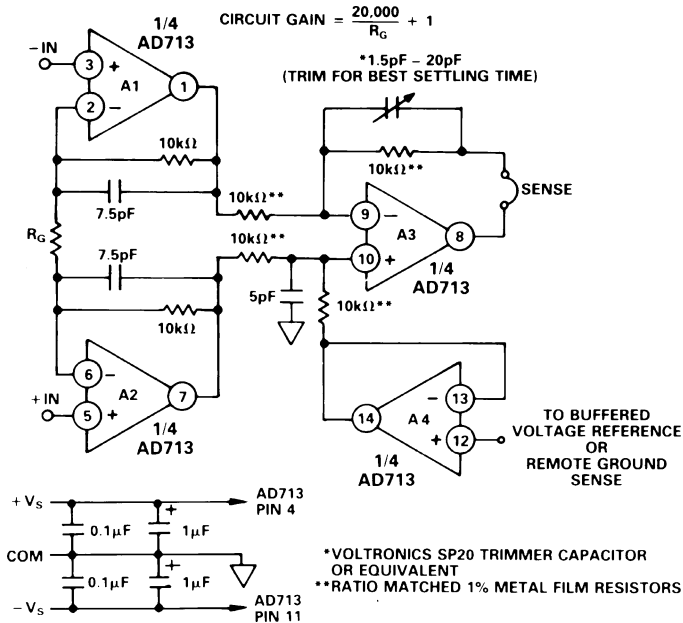 CIRCUIT GAIN = 20,000 / RG + 1
1/4
AD713
–IN
3
+
A1
1
2
–
*1.5pF – 20pF
(TRIM FOR BEST SETTLING TIME)
10kΩ
7.5pF
10kΩ**
10kΩ**
SENSE
9
–
A3
8
10
+
1/4
AD713
RG
7.5pF
10kΩ**
5pF
10kΩ**
10kΩ
6
–
A2
7
+IN
5
+
1/4
AD713
–
13
14
A4
+
12
1/4
AD713
TO BUFFERED
VOLTAGE REFERENCE
OR
REMOTE GROUND
SENSE
+VS
AD713
PIN 4
0.1µF
+
1µF
COM
0.1µF
+
1µF
–VS
AD713
PIN 11
*VOLTRONICS SP20 TRIMMER CAPACITOR
OR EQUIVALENT
**RATIO MATCHED 1% METAL FILM RESISTORS